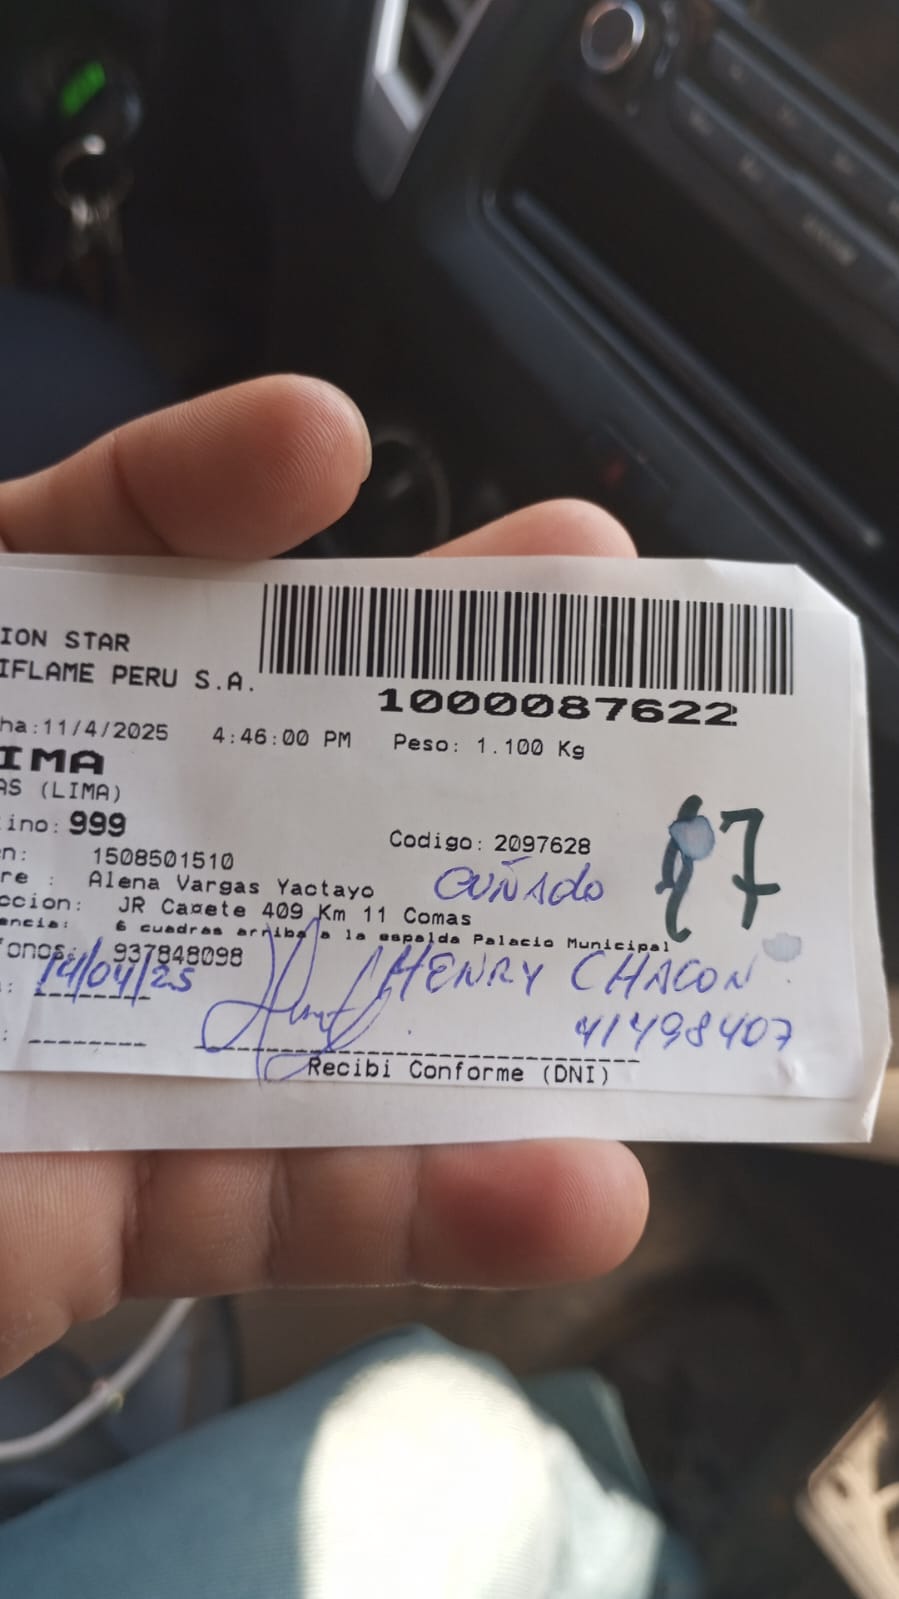 ION STAR
IFLAME PERU S.A.
1000087622
ha:11/4/2025 4:46:00 PM Peso: 1.100 Kg
IMA
AS (LIMA)
ino: 999
Codigo: 2097628
n: 1508501510
re : Alena Vargas Yactayo
CUÑADO
ccion: JR Cañete 409 Km 11 Comas
encia: 6 cuadras arriba a la espalda Palacio Municipal
fonos: 937848098
14/04/25
HENRY CHACON
41498407
Recibi Conforme (DNI)